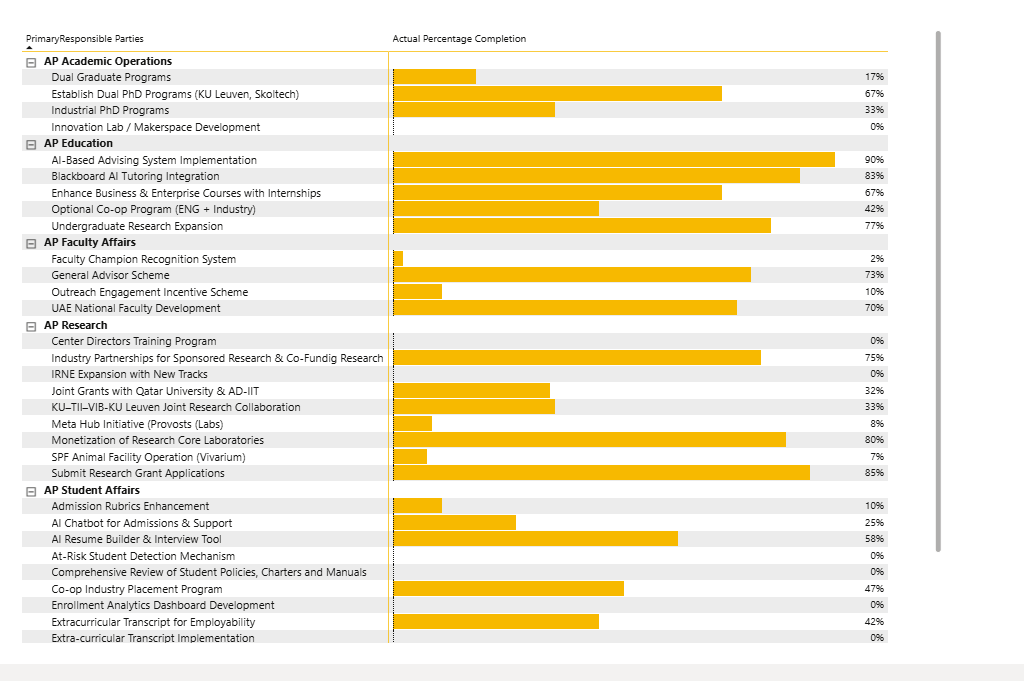 PrimaryResponsible Parties Actual Percentage Completion
AP Academic Operations
Dual Graduate Programs 17%
Establish Dual PhD Programs (KU Leuven, Skoltech) 67%
Industrial PhD Programs 33%
Innovation Lab / Makerspace Development 0%
AP Education
AI-Based Advising System Implementation 90%
Blackboard AI Tutoring Integration 83%
Enhance Business & Enterprise Courses with Internships 67%
Optional Co-op Program (ENG + Industry) 42%
Undergraduate Research Expansion 77%
AP Faculty Affairs
Faculty Champion Recognition System 2%
General Advisor Scheme 73%
Outreach Engagement Incentive Scheme 10%
UAE National Faculty Development 70%
AP Research
Center Directors Training Program 0%
Industry Partnerships for Sponsored Research & Co-Fundig Research 75%
IRNE Expansion with New Tracks 0%
Joint Grants with Qatar University & AD-IIT 32%
KU–TII–VIB-KU Leuven Joint Research Collaboration 33%
Meta Hub Initiative (Provosts (Labs) 8%
Monetization of Research Core Laboratories 80%
SPF Animal Facility Operation (Vivarium) 7%
Submit Research Grant Applications 85%
AP Student Affairs
Admission Rubrics Enhancement 10%
AI Chatbot for Admissions & Support 25%
AI Resume Builder & Interview Tool 58%
At-Risk Student Detection Mechanism 0%
Comprehensive Review of Student Policies, Charters and Manuals 0%
Co-op Industry Placement Program 47%
Enrollment Analytics Dashboard Development 0%
Extracurricular Transcript for Employability 42%
Extra-curricular Transcript Implementation 0%